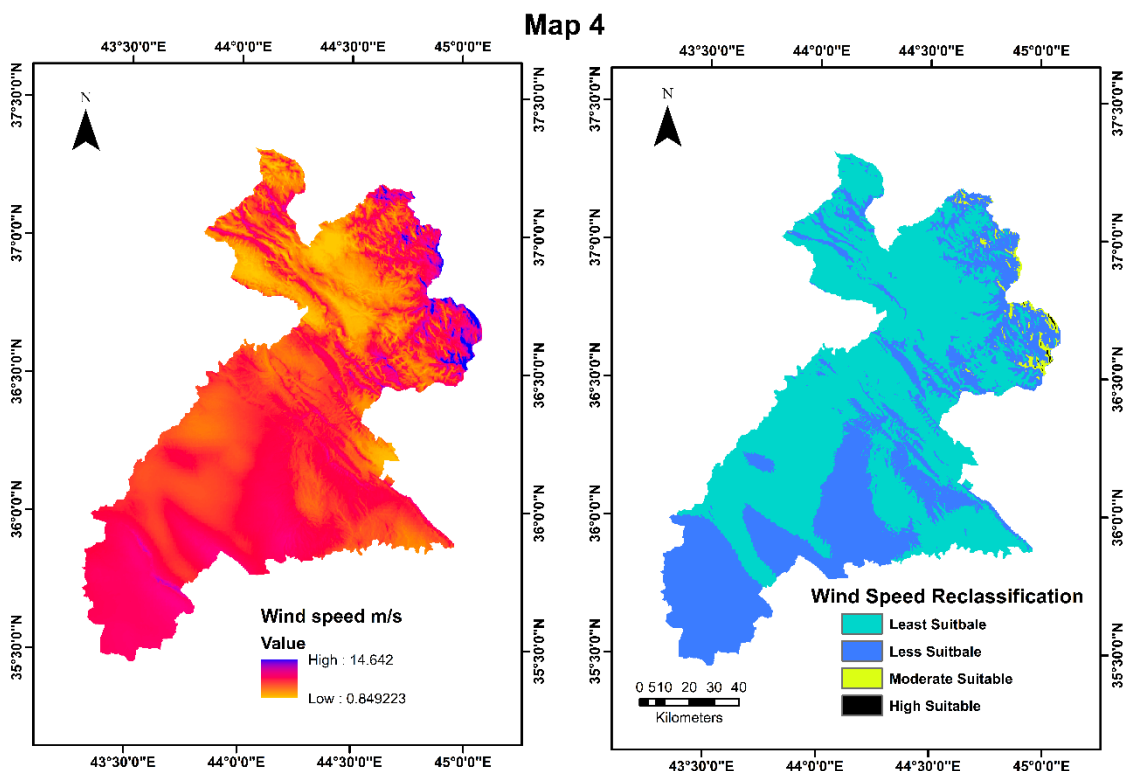 Map 4
43°30'0"E 44°0'0"E 44°30'0"E 45°0'0"E
37°30'0"N
37°0'0"N
36°30'0"N
36°0'0"N
35°30'0"N
N
37°30'0"N
37°0'0"N
36°30'0"N
36°0'0"N
35°30'0"N
Wind speed m/s
Value
High : 14.642
Low : 0.849223
43°30'0"E 44°0'0"E 44°30'0"E 45°0'0"E
43°30'0"E 44°0'0"E 44°30'0"E 45°0'0"E
37°30'0"N
37°0'0"N
36°30'0"N
36°0'0"N
35°30'0"N
N
37°30'0"N
37°0'0"N
36°30'0"N
36°0'0"N
35°30'0"N
Wind Speed Reclassification
Least Suitbale
Less Suitbale
Moderate Suitable
High Suitable
0 5 10 20 30 40
Kilometers
43°30'0"E 44°0'0"E 44°30'0"E 45°0'0"E